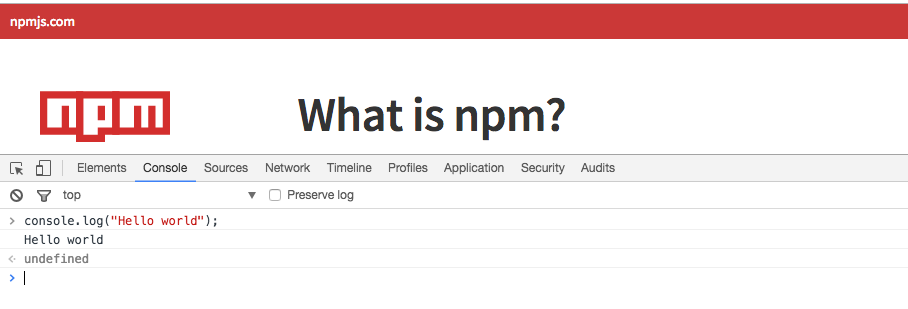 npmjs.com
npm
What is npm?
Elements Console Sources Network Timeline Profiles Application Security Audits
top ▼ Preserve log
> console.log("Hello world");
Hello world
undefined
>